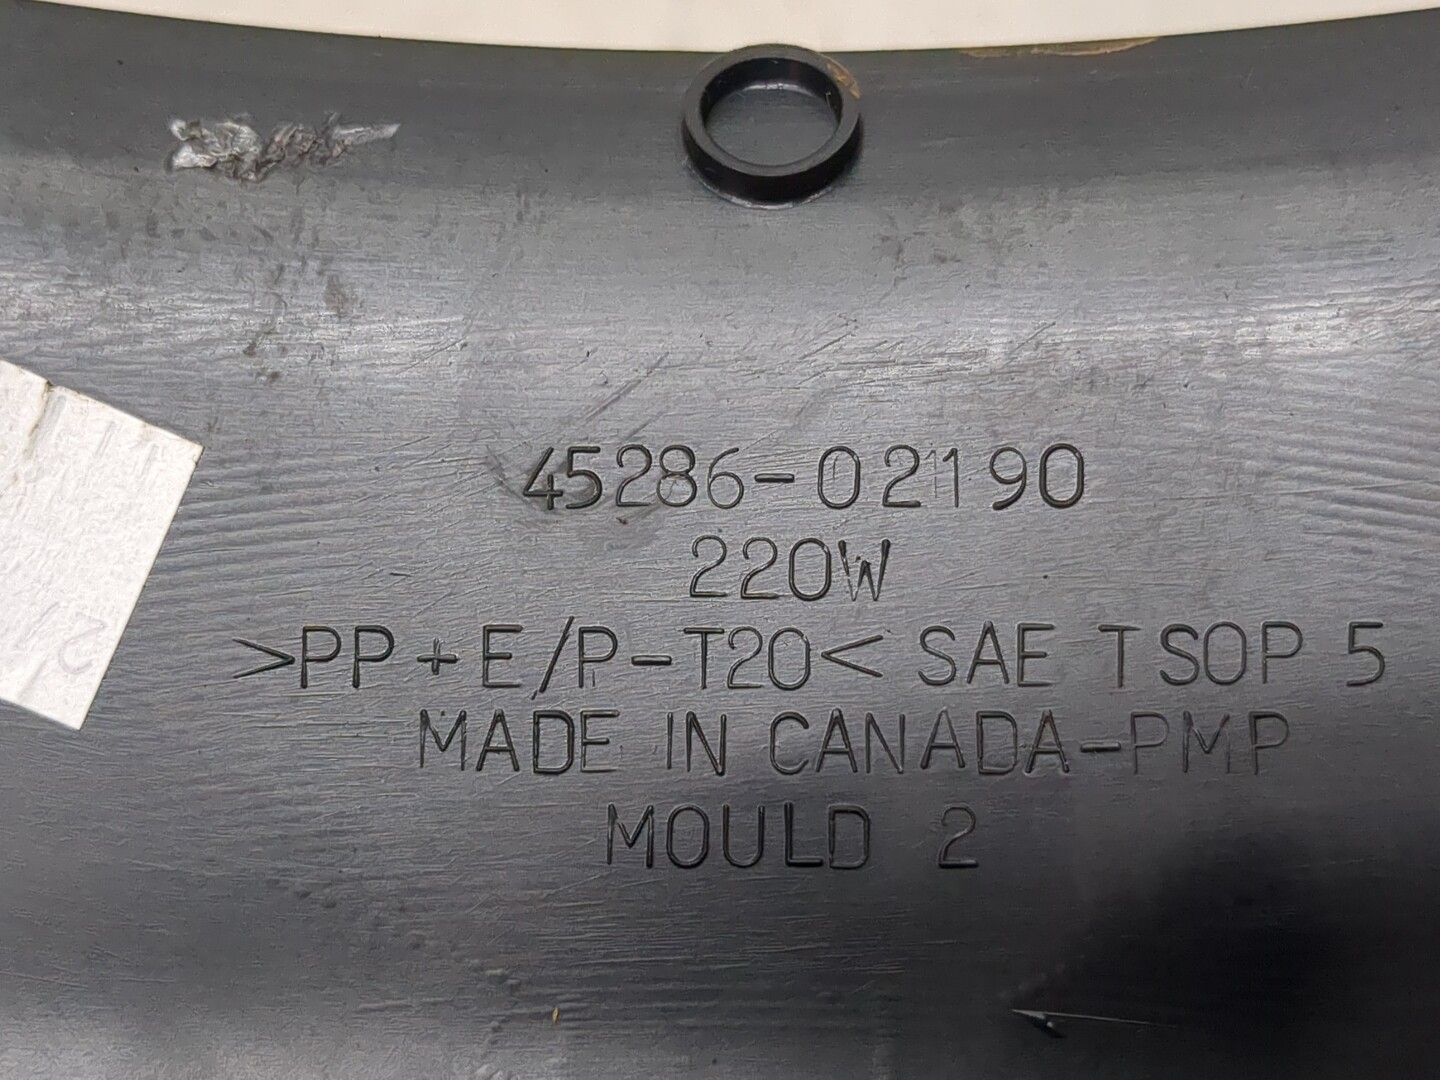 45286-02190
220W
>PP+E/P-T20< SAE TSOP 5
MADE IN CANADA-PMP
MOULD 2